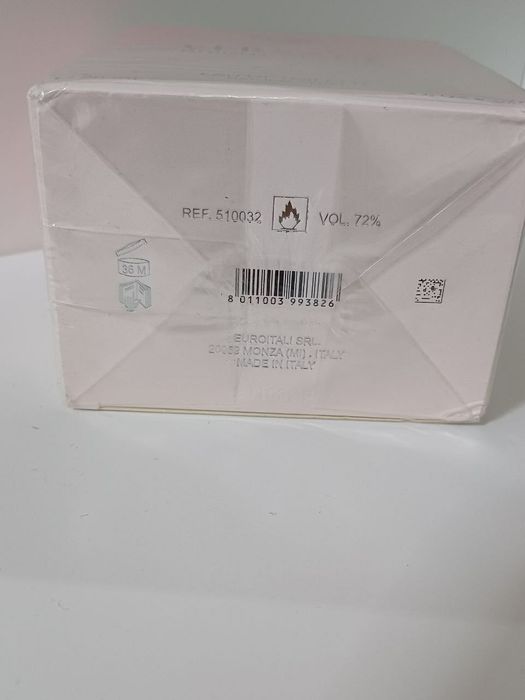 REF. 510032 VOL. 72%
36 M
8 011003 993826
EUROITALI SRL.
MONZA (MI) . ITALY
MADE IN ITALY